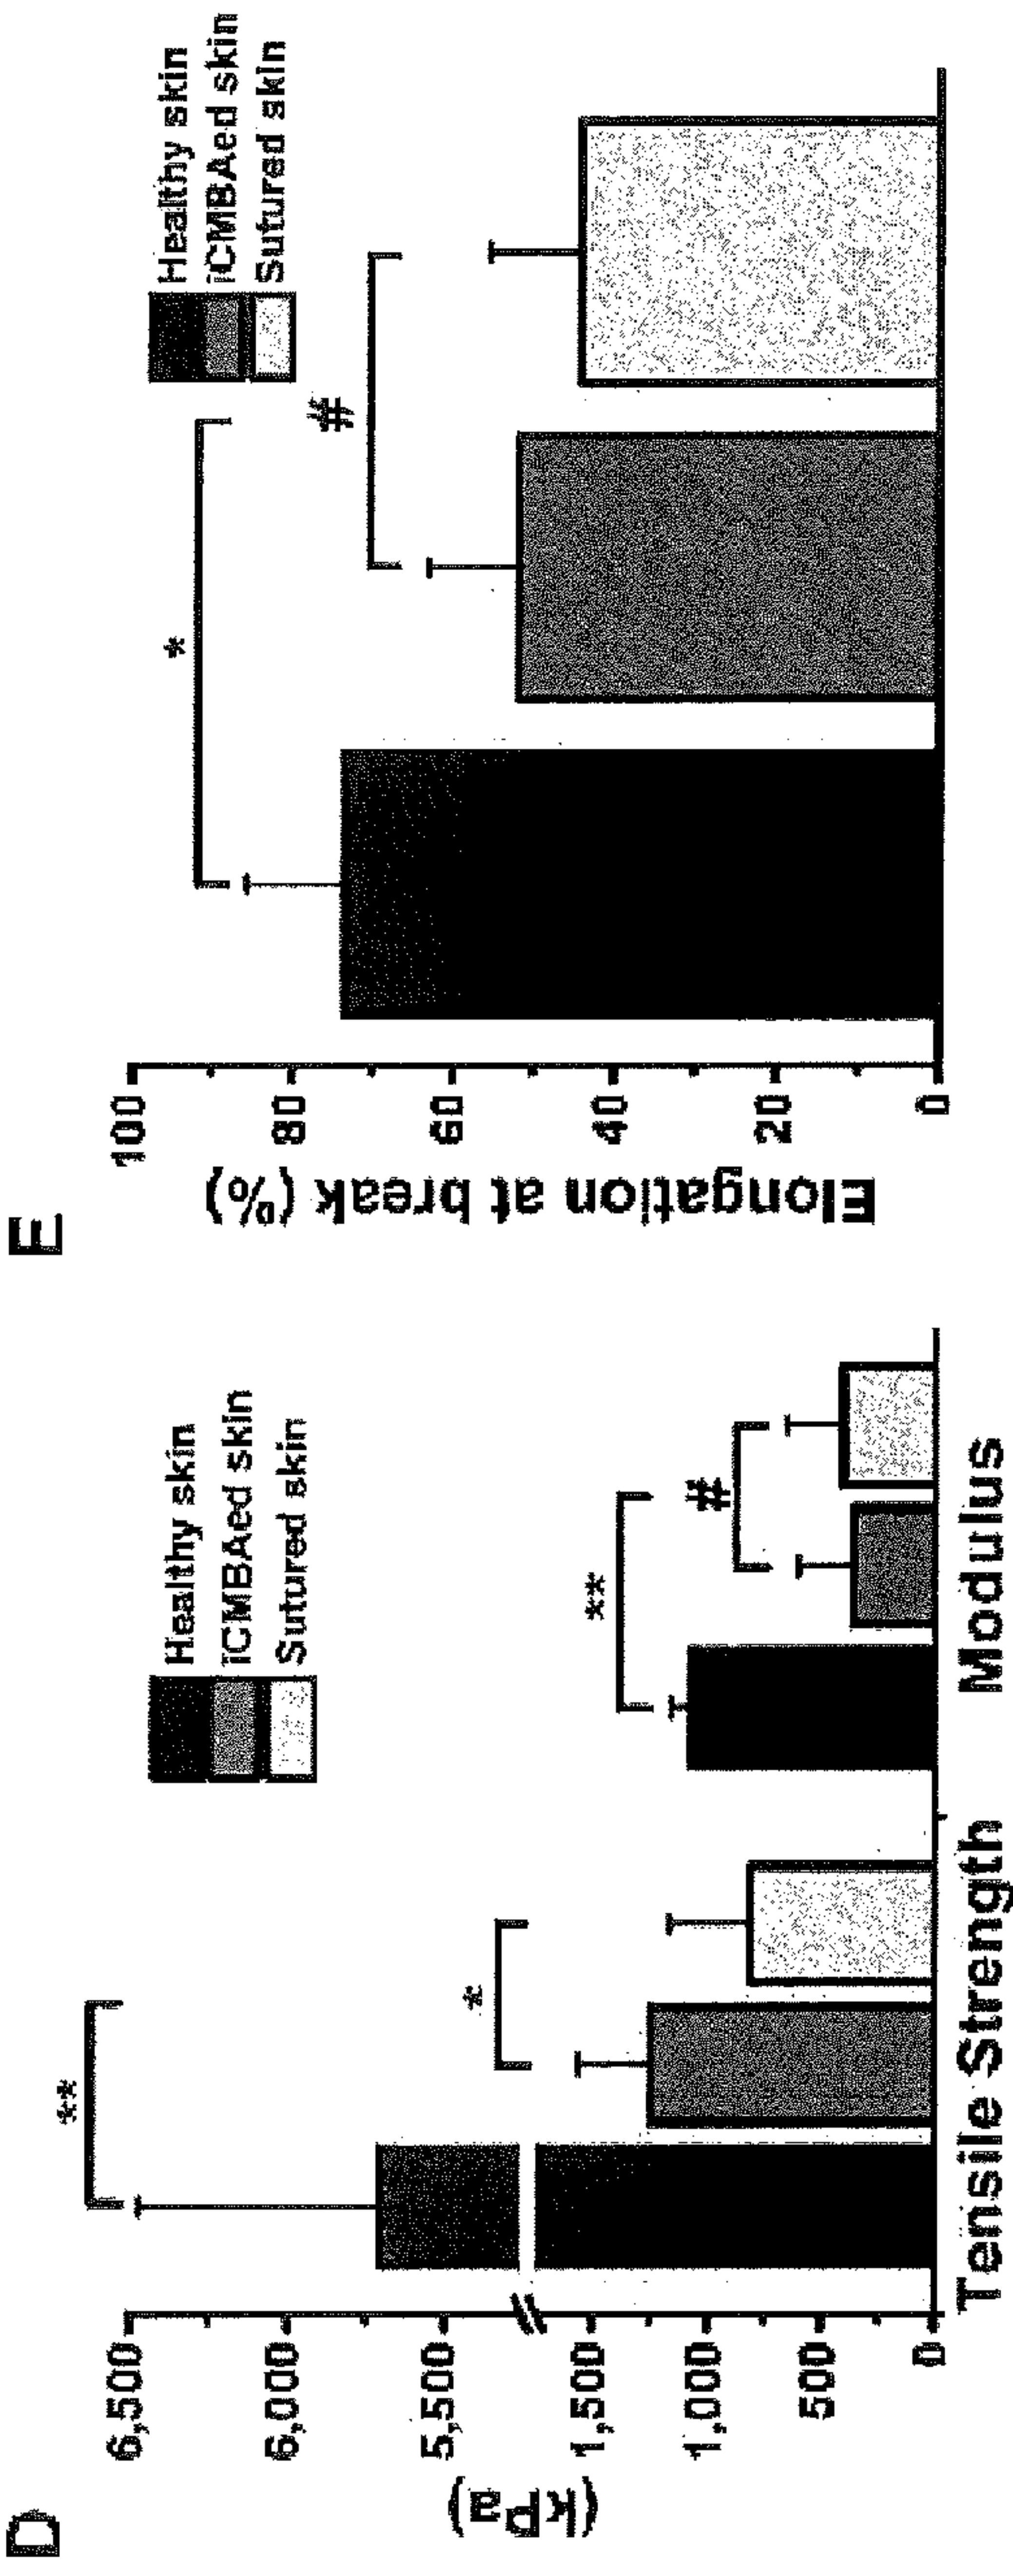 D
(kPa)
6,500
6,000
5,500
1,500
1,000
500
0
**
*
**
#
Healthy skin
iCMBAed skin
Sutured skin
Tensile Strength
Modulus
E
Elongation at break (%)
100
80
60
40
20
0
*
#
Healthy skin
iCMBAed skin
Sutured skin